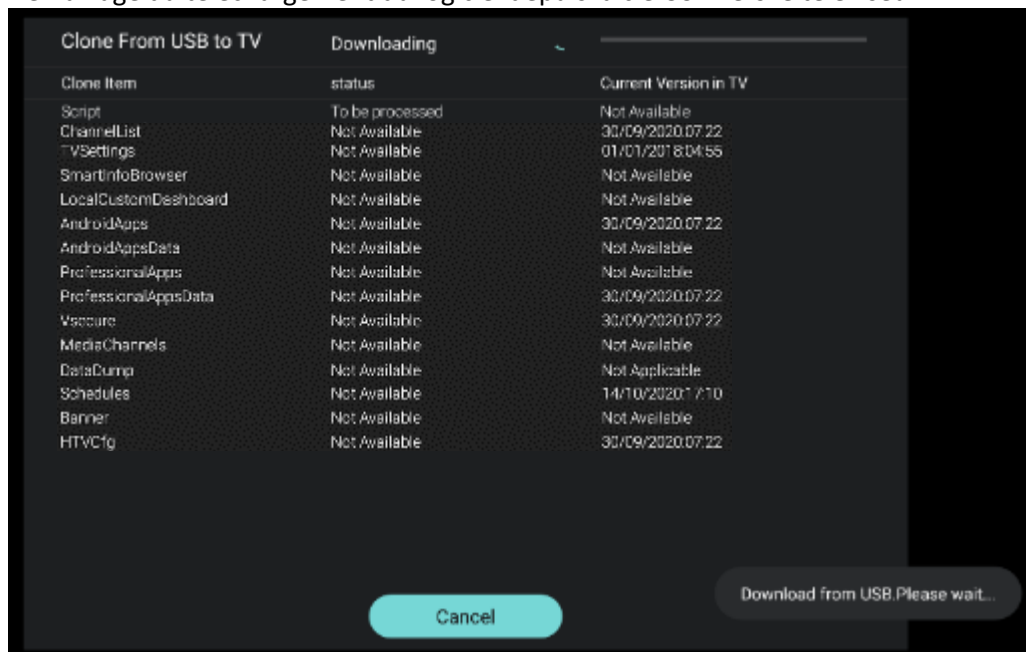 Clone From USB to TV Downloading
Clone Item status Current Version in TV
Script To be processed Not Available
ChannelList Not Available 30/09/2020:07:22
TVSettings Not Available 01/01/2018:04:55
SmartInfoBrowser Not Available Not Available
LocalCustomDashboard Not Available Not Available
AndroidApps Not Available 30/09/2020:07:22
AndroidAppsData Not Available Not Available
ProfessionalApps Not Available Not Available
ProfessionalAppsData Not Available 30/09/2020:07:22
Vsecure Not Available 30/09/2020:07:22
MediaChannels Not Available Not Available
DataDump Not Available Not Applicable
Schedules Not Available 14/10/2020:17:10
Banner Not Available Not Available
HTVCfg Not Available 30/09/2020:07:22
Download from USB.Please wait...
Cancel